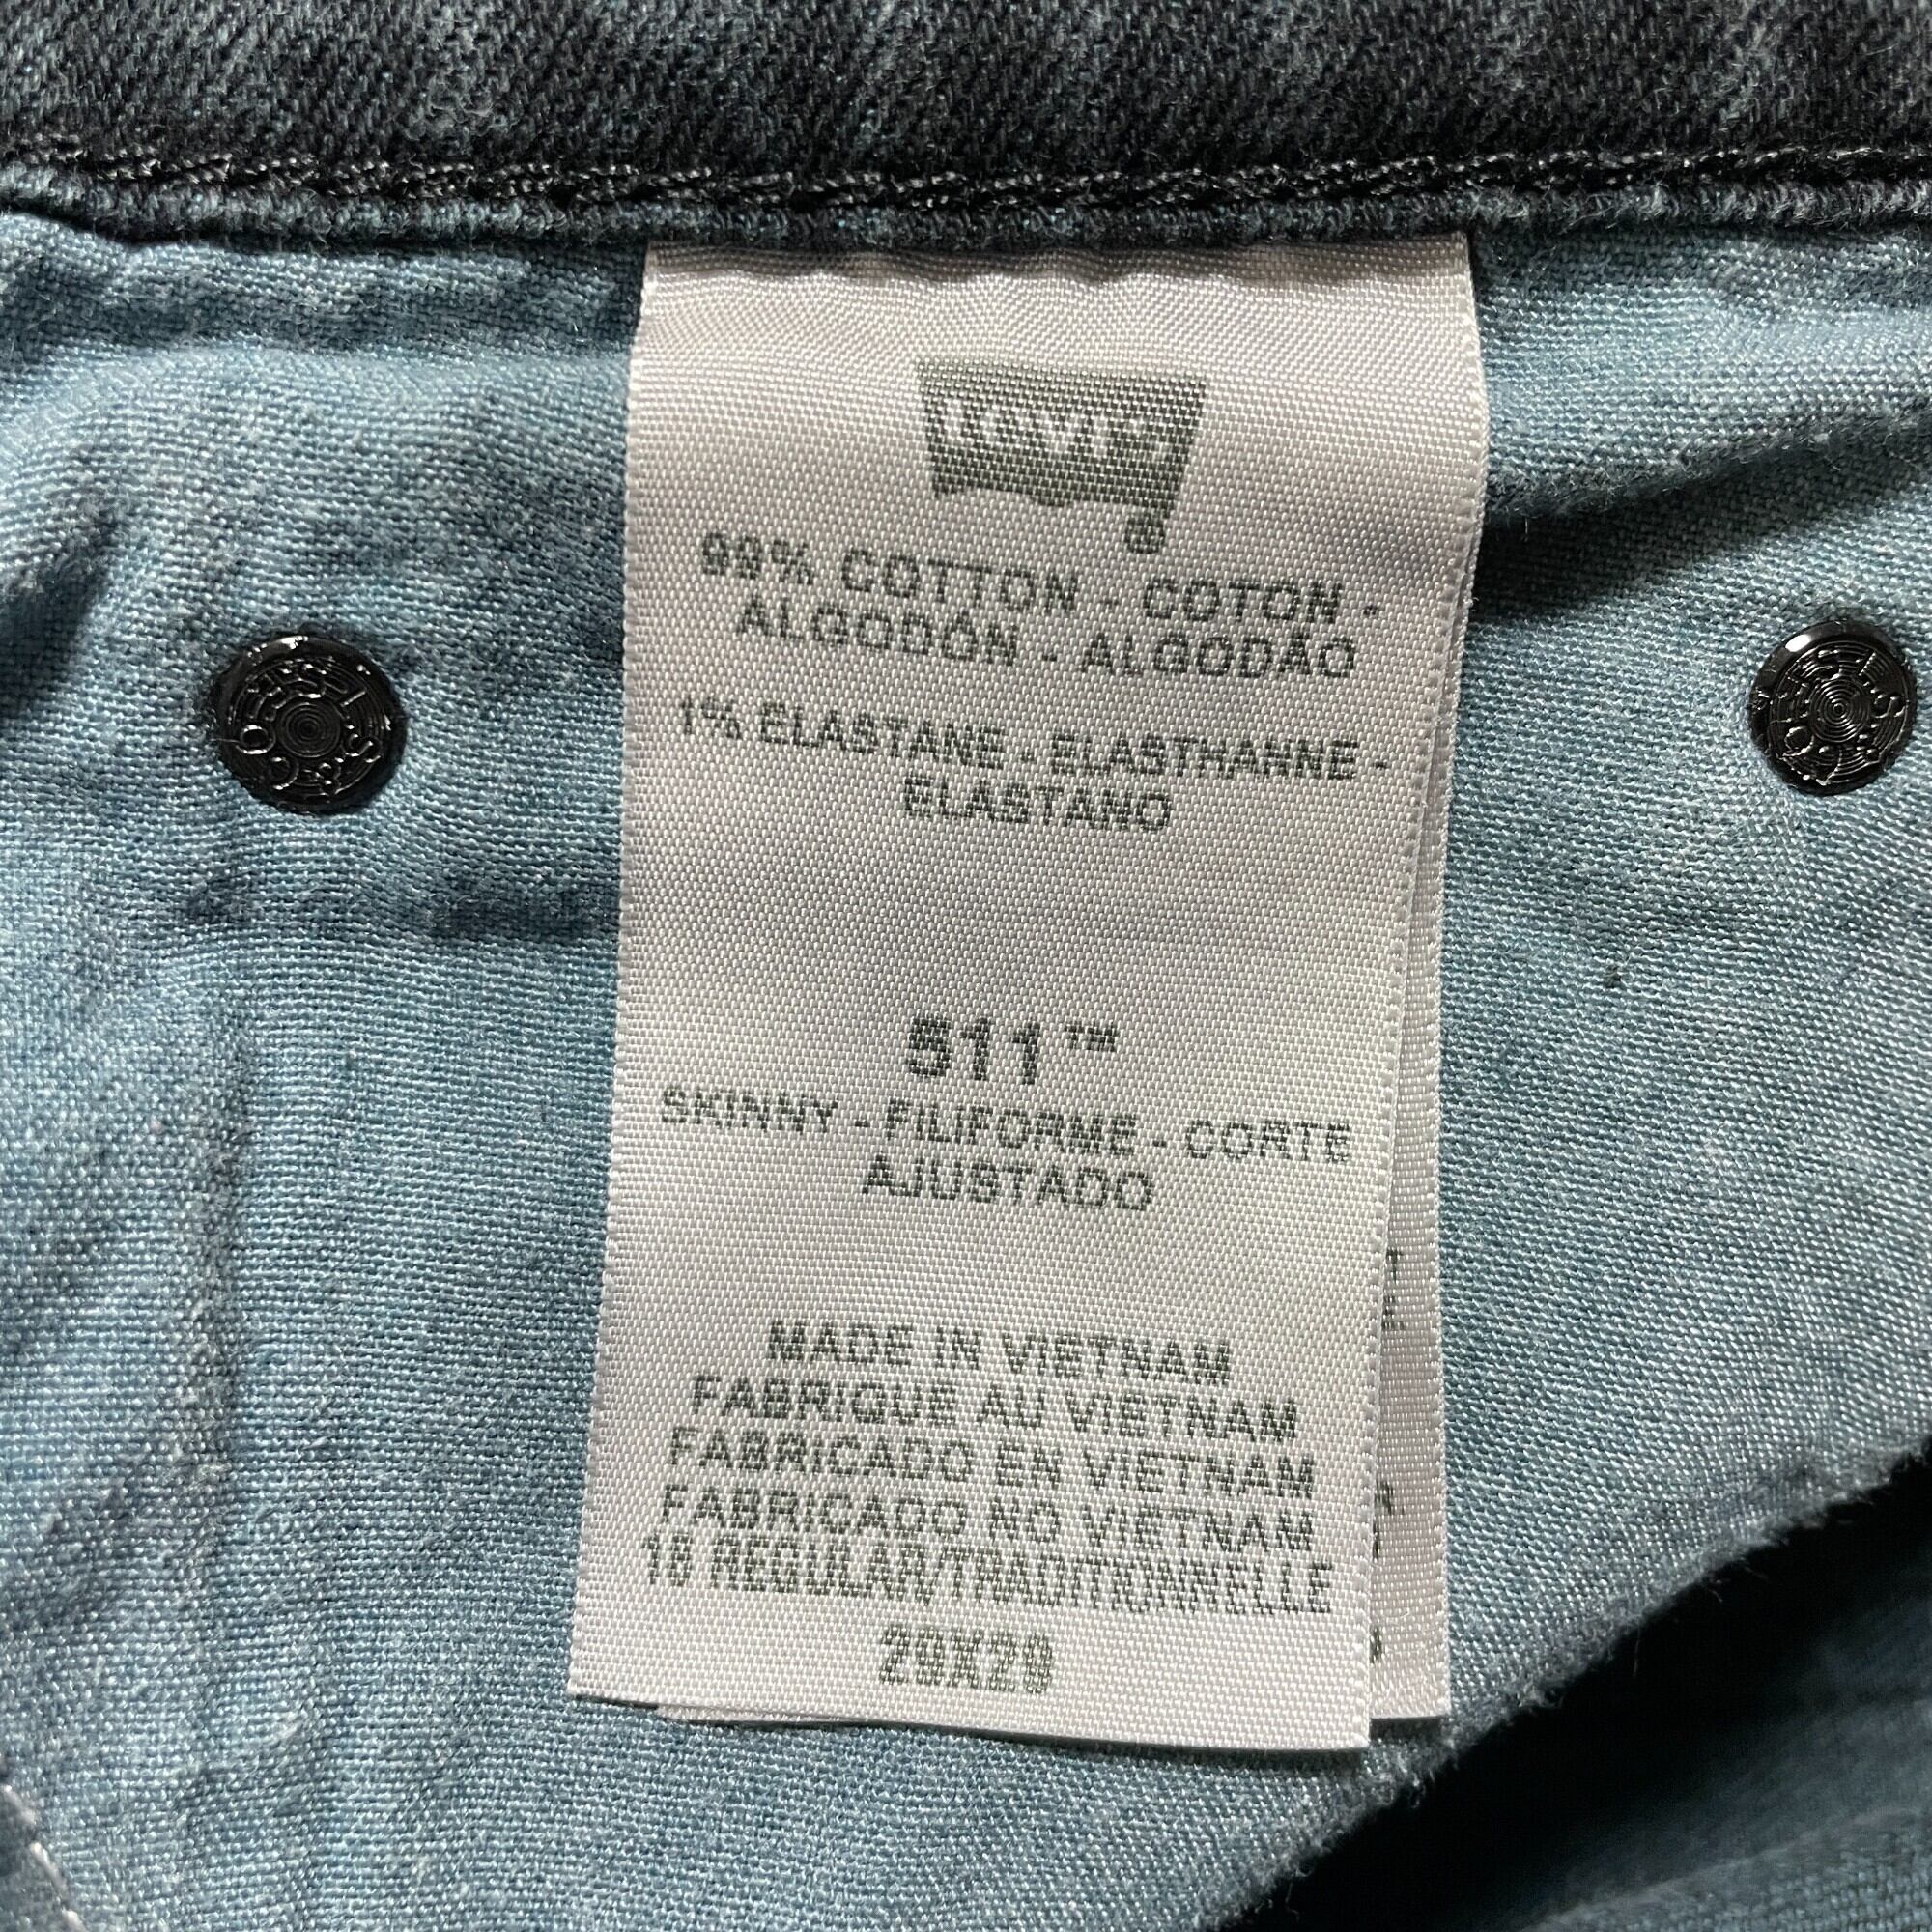 LEVI'S
®
99% COTTON - COTON -
ALGODÓN - ALGODÃO
1% ELASTANE - ELASTHANNE -
ELASTANO
511™
SKINNY - FILIFORME - CORTE
AJUSTADO
MADE IN VIETNAM
FABRIQUE AU VIETNAM
FABRICADO EN VIETNAM
FABRICADO NO VIETNAM
18 REGULAR/TRADITIONNELLE
29X29